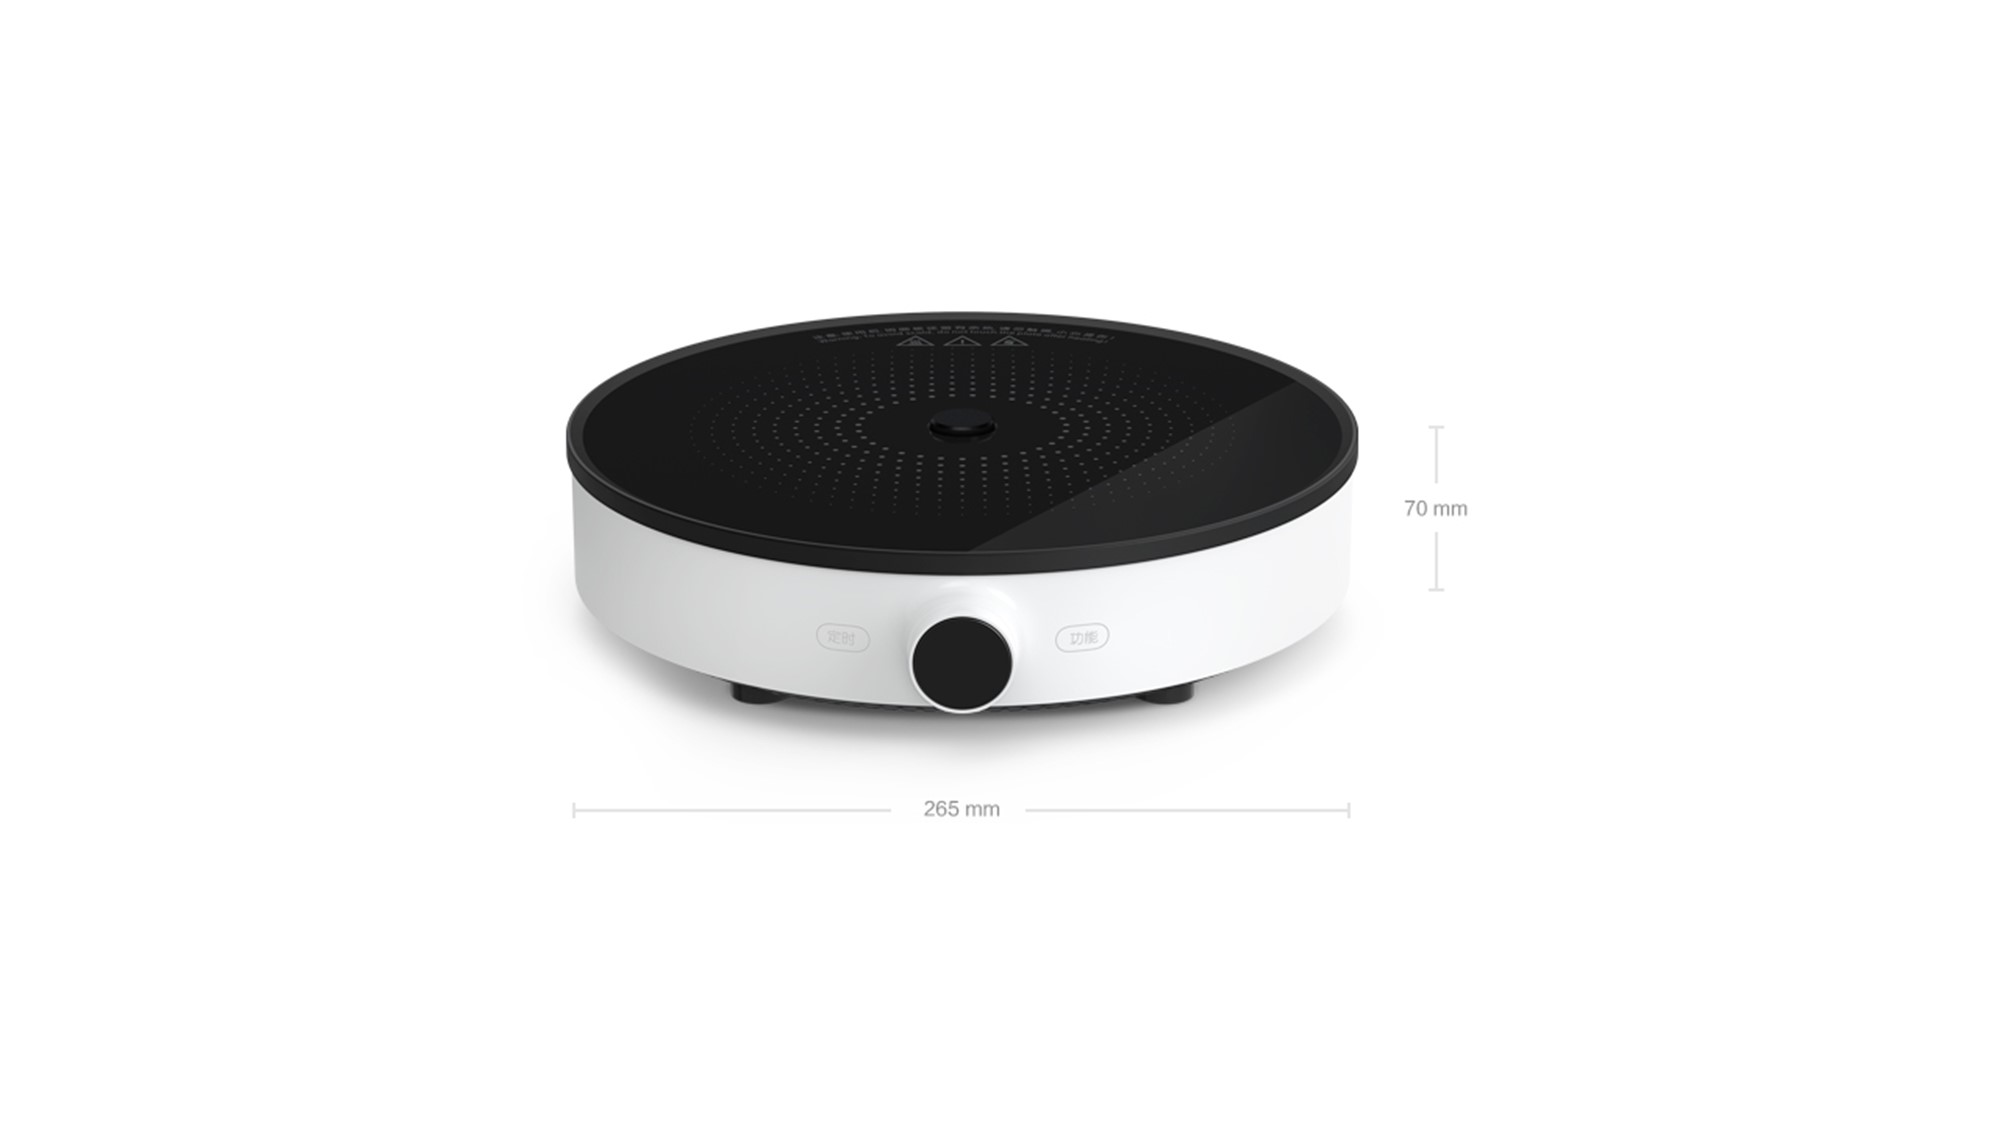 Warning: To avoid scald, do not touch the plate after heating!
定时
功能
70 mm
265 mm